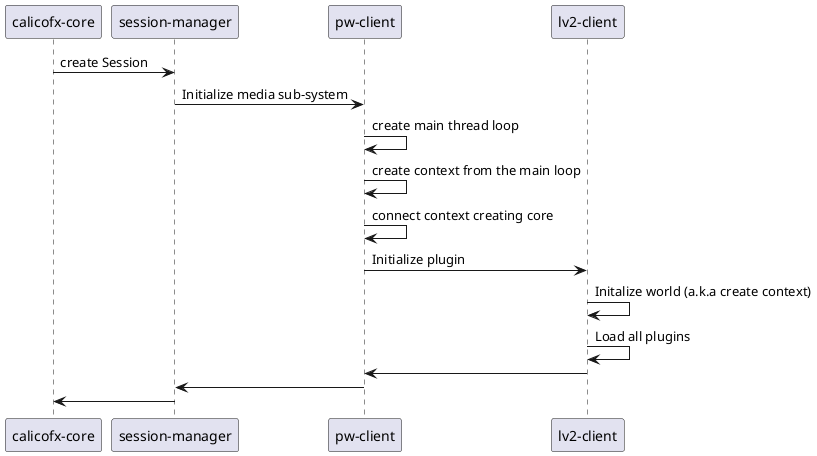 calicofx-core session-manager pw-client lv2-client
create Session
Initialize media sub-system
create main thread loop
create context from the main loop
connect context creating core
Initialize plugin
Initalize world (a.k.a create context)
Load all plugins
calicofx-core session-manager pw-client lv2-client